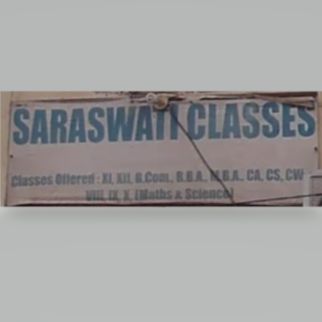 SARASWATI CLASSES
Classes Offered : XI, XII, B.Com., B.B.A., M.B.A., CA, CS, CW
VIII, IX, X, (Maths & Science)